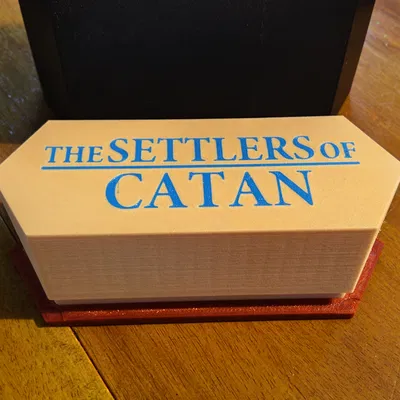 THE SETTLERS OF
CATAN